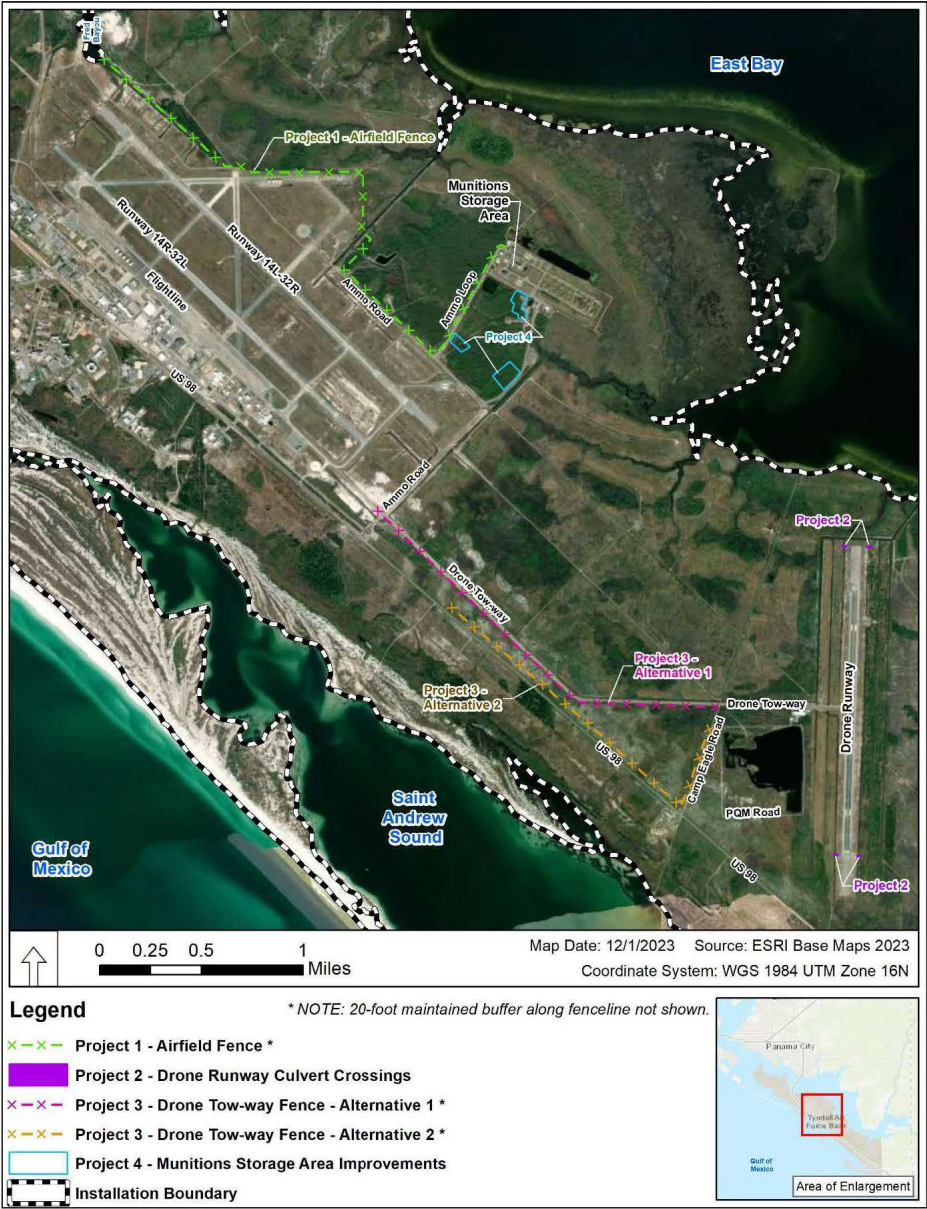 Fred
Bayou
East Bay
Project 1 - Airfield Fence
Munitions
Storage
Area
Runway 14R-32L
Runway 14L-32R
Flightline
Ammo Road
Ammo Loop
Project 4
US 98
Ammo Road
Project 2
Drone Tow-way
Project 3 -
Alternative 1
Project 3 -
Alternative 2
Drone Tow-way
Drone Runway
US 98
Camp Eagle Road
PQM Road
Saint
Andrew
Sound
Gulf of
Mexico
US 98
Project 2
0 0.25 0.5 1
Miles
Map Date: 12/1/2023 Source: ESRI Base Maps 2023
Coordinate System: WGS 1984 UTM Zone 16N
Legend
* NOTE: 20-foot maintained buffer along fenceline not shown.
Project 1 - Airfield Fence *
Project 2 - Drone Runway Culvert Crossings
Project 3 - Drone Tow-way Fence - Alternative 1 *
Project 3 - Drone Tow-way Fence - Alternative 2 *
Project 4 - Munitions Storage Area Improvements
Installation Boundary
Panama City
Tyndall Air
Force Base
Gulf of
Mexico
Area of Enlargement